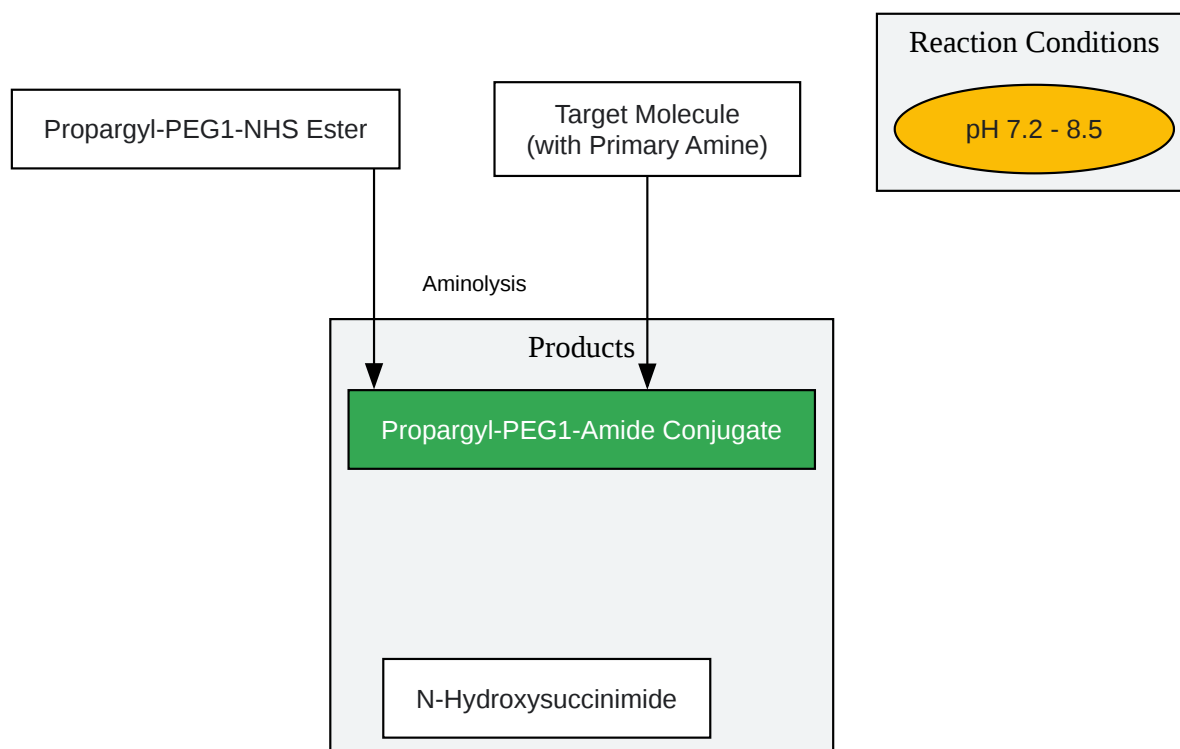 Reaction Conditions
pH 7.2 - 8.5
Propargyl-PEG1-NHS Ester
Target Molecule
(with Primary Amine)
Aminolysis
Products
Propargyl-PEG1-Amide Conjugate
N-Hydroxysuccinimide